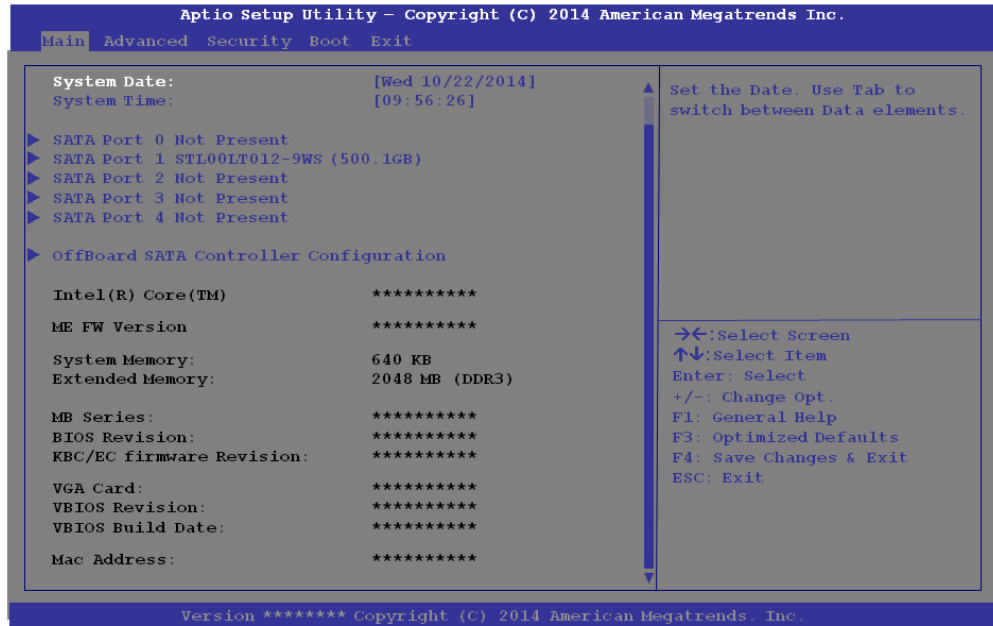 Aptio Setup Utility – Copyright (C) 2014 American Megatrends Inc.
Main Advanced Security Boot Exit
System Date: [Wed 10/22/2014]
System Time: [09:56:26]
SATA Port 0 Not Present
SATA Port 1 STL00LT012-9WS (500.1GB)
SATA Port 2 Not Present
SATA Port 3 Not Present
SATA Port 4 Not Present
OffBoard SATA Controller Configuration
Intel(R) Core(TM) **********
ME FW Version **********
System Memory: 640 KB
Extended Memory: 2048 MB (DDR3)
MB Series: **********
BIOS Revision: **********
KBC/EC firmware Revision: **********
VGA Card: **********
VBIOS Revision: **********
VBIOS Build Date: **********
Mac Address: **********
Set the Date. Use Tab to
switch between Data elements.
→←:Select Screen
↑↓:Select Item
Enter: Select
+/-: Change Opt.
F1: General Help
F3: Optimized Defaults
F4: Save Changes & Exit
ESC: Exit
Version ******** Copyright (C) 2014 American Megatrends. Inc.